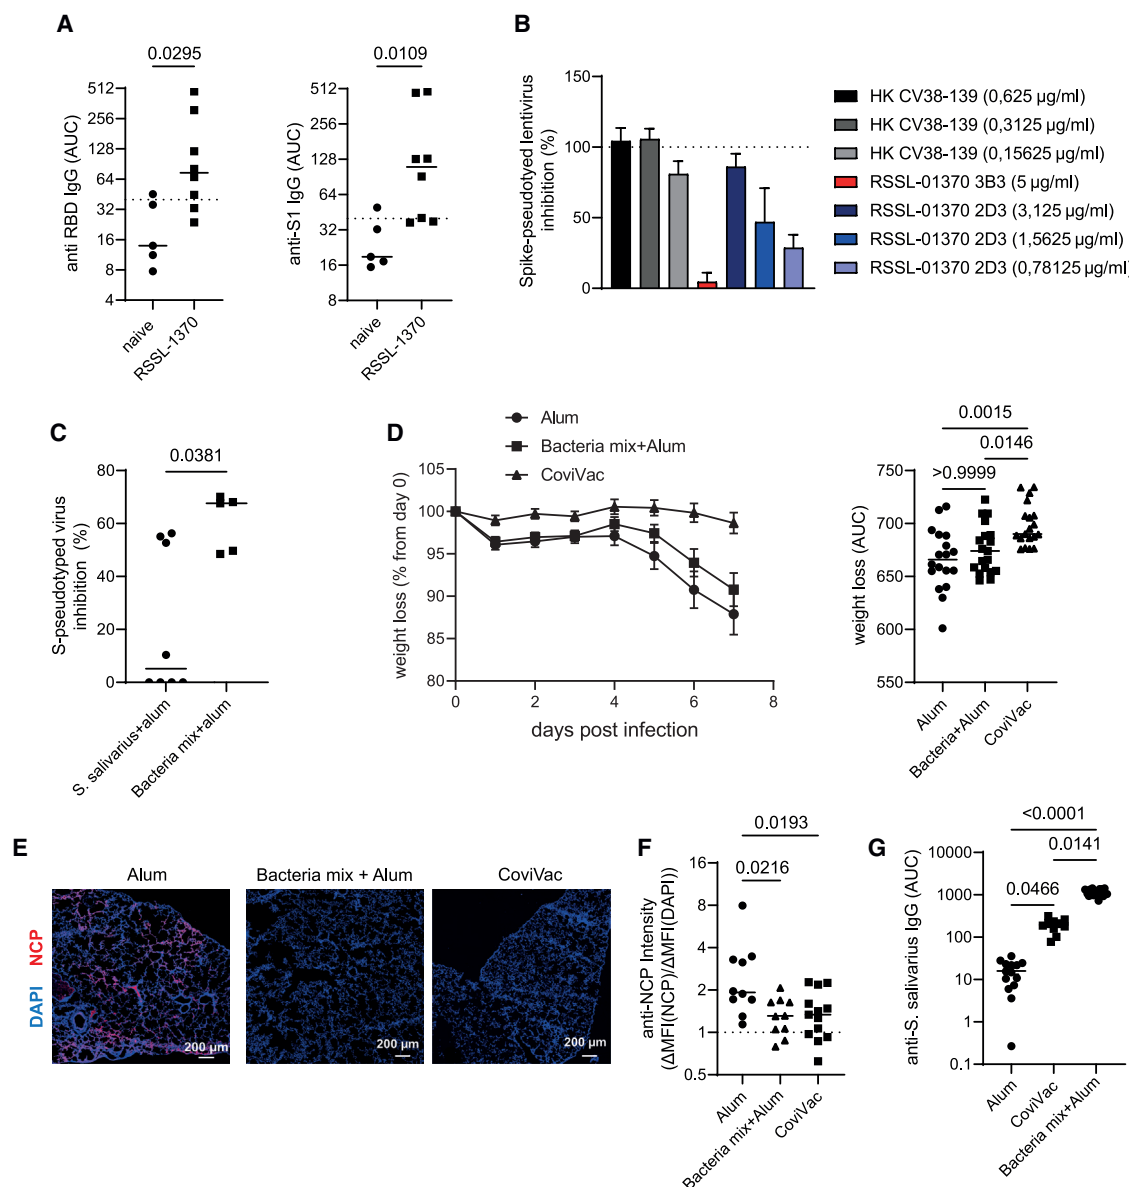 A
0.0295
anti RBD IgG (AUC)
512
256
128
64
32
16
8
4
naive
RSSL-1370
0.0109
anti-S1 IgG (AUC)
512
256
128
64
32
16
8
naive
RSSL-1370
B
Spike-pseudotyed lentivirus
inhibition (%)
150
100
50
0
HK CV38-139 (0,625 µg/ml)
HK CV38-139 (0,3125 µg/ml)
HK CV38-139 (0,15625 µg/ml)
RSSL-01370 3B3 (5 µg/ml)
RSSL-01370 2D3 (3,125 µg/ml)
RSSL-01370 2D3 (1,5625 µg/ml)
RSSL-01370 2D3 (0,78125 µg/ml)
C
0.0381
S-pseudotyped virus
inhibition (%)
80
60
40
20
0
S. salivarius+alum
Bacteria mix+alum
D
Alum
Bacteria mix+Alum
CoviVac
weight loss (% from day 0)
105
100
95
90
85
80
0
2
4
6
8
days post infection
0.0015
0.0146
>0.9999
weight loss (AUC)
750
700
650
600
550
Alum
Bacteria+Alum
CoviVac
E
Alum
Bacteria mix + Alum
CoviVac
DAPI NCP
200 µm
200 µm
200 µm
F
0.0193
0.0216
anti-NCP Intensity
(ΔMFI(NCP)/ΔMFI(DAPI))
16
8
4
2
1
0.5
Alum
Bacteria mix+Alum
CoviVac
G
<0.0001
0.0141
0.0466
anti-S. salivarius IgG (AUC)
10000
1000
100
10
1
0.1
Alum
CoviVac
Bacteria mix+Alum